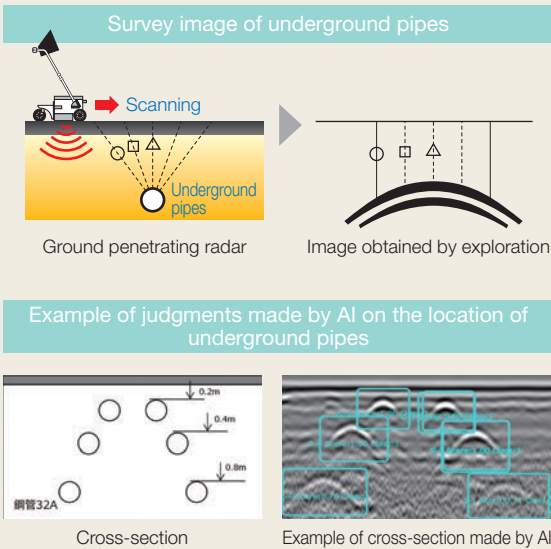 Survey image of underground pipes
Scanning
Underground
pipes
Ground penetrating radar
Image obtained by exploration
Example of judgments made by AI on the location of
underground pipes
0.2m
0.4m
0.8m
鋼管32A
Cross-section
Example of cross-section made by AI